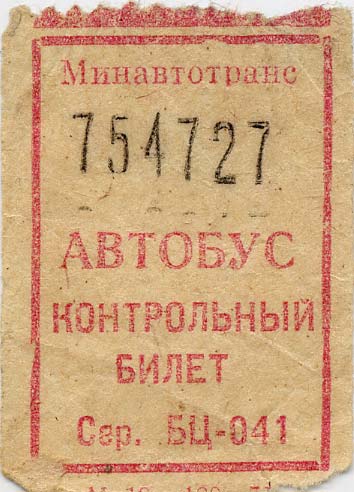 Минавтотранс
754727
АВТОБУС
КОНТРОЛЬНЫЙ
БИЛЕТ
Сер. БЦ-041